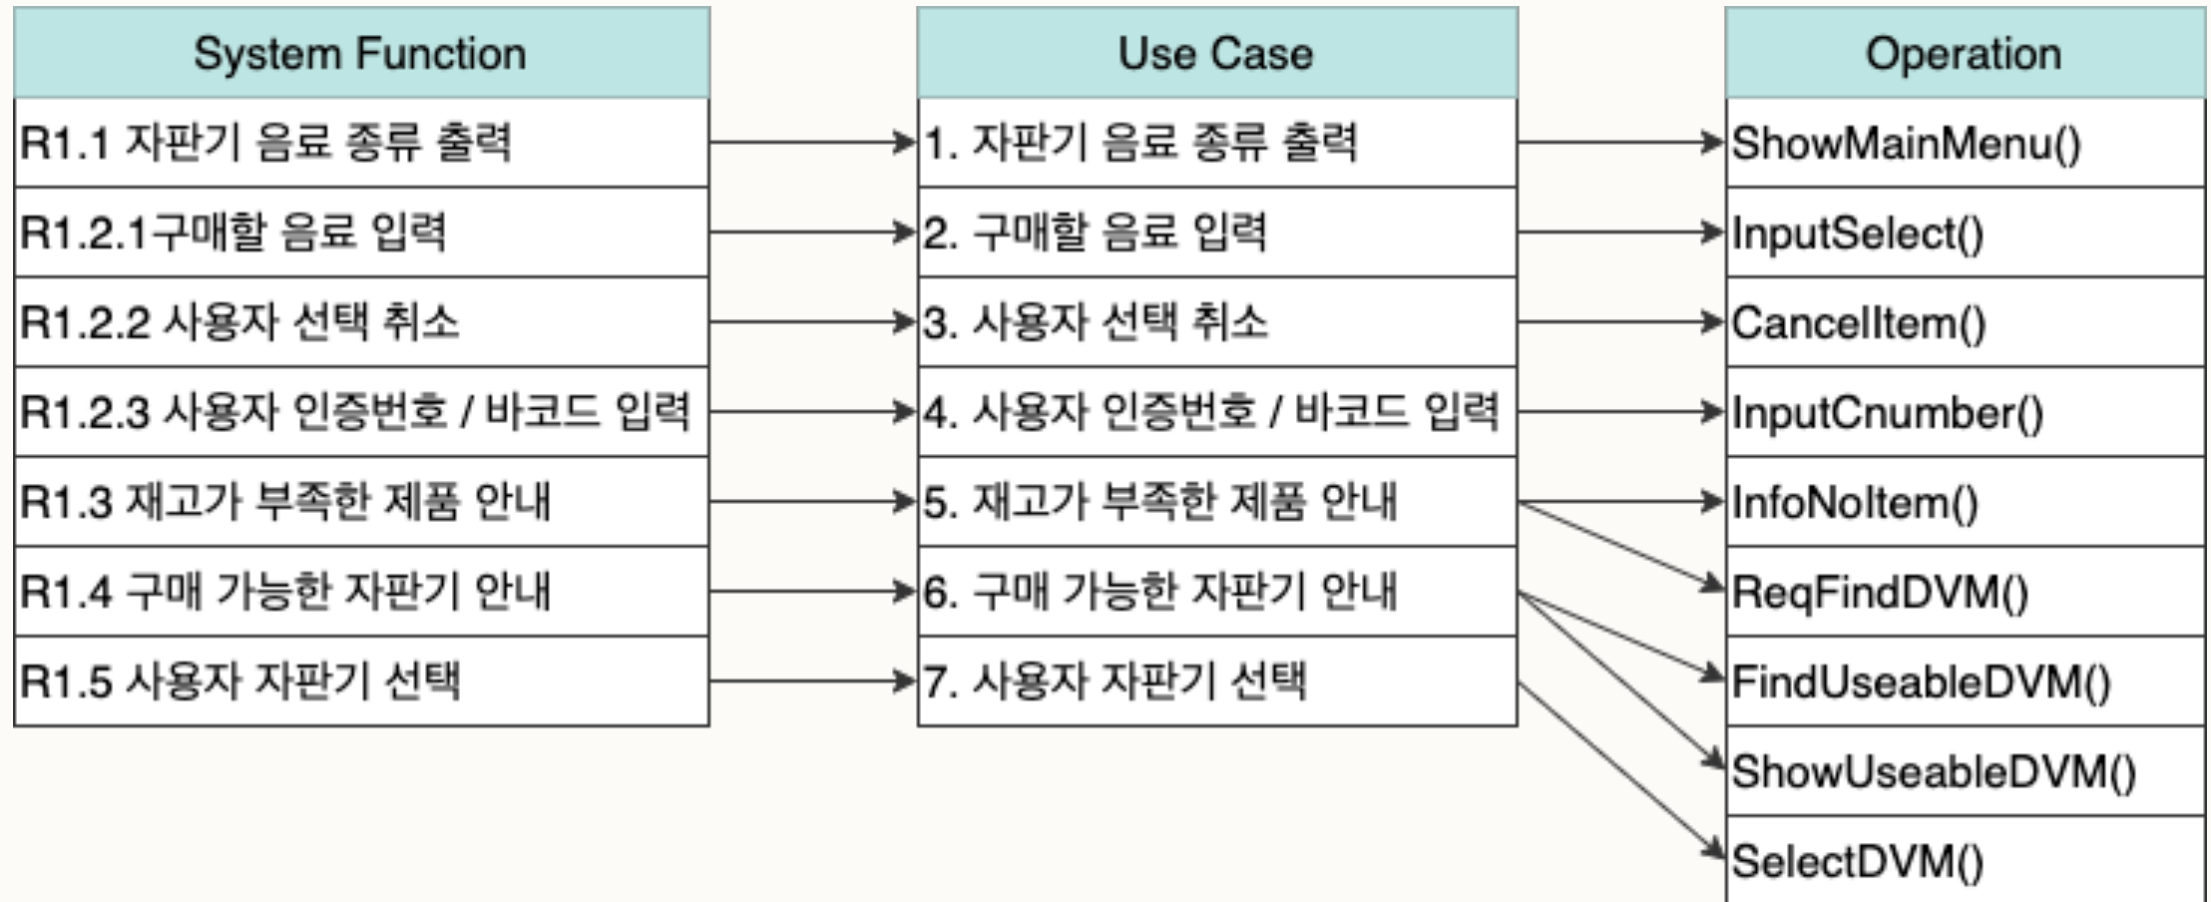 System Function
R1.1 자판기 음료 종류 출력
R1.2.1구매할 음료 입력
R1.2.2 사용자 선택 취소
R1.2.3 사용자 인증번호 / 바코드 입력
R1.3 재고가 부족한 제품 안내
R1.4 구매 가능한 자판기 안내
R1.5 사용자 자판기 선택
Use Case
1. 자판기 음료 종류 출력
2. 구매할 음료 입력
3. 사용자 선택 취소
4. 사용자 인증번호 / 바코드 입력
5. 재고가 부족한 제품 안내
6. 구매 가능한 자판기 안내
7. 사용자 자판기 선택
Operation
ShowMainMenu()
InputSelect()
CancelItem()
InputCnumber()
InfoNoItem()
ReqFindDVM()
FindUseableDVM()
ShowUseableDVM()
SelectDVM()